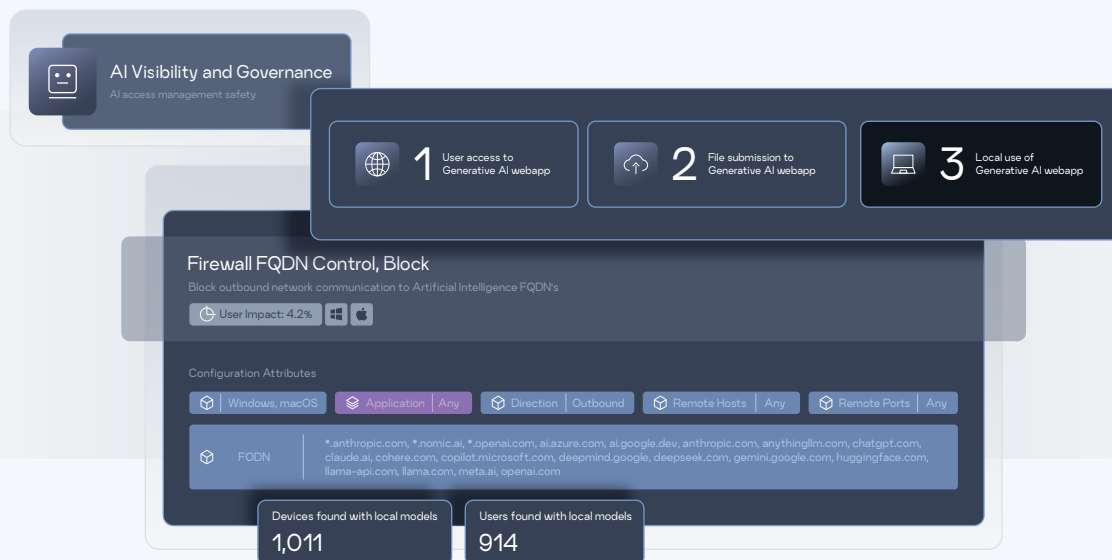 AI Visibility and Governance
AI access management safety
1
User access to
Generative AI webapp
2
File submission to
Generative AI webapp
3
Local use of
Generative AI webapp
Firewall FQDN Control, Block
Block outbound network communication to Artificial Intelligence FQDN's
User Impact: 4.2%
Configuration Attributes
Windows, macOS
Application Any
Direction Outbound
Remote Hosts Any
Remote Ports Any
FODN
*.anthropic.com, *.nomic.ai, *.openai.com, ai.azure.com, ai.google.dev, anthropic.com, anythingllm.com, chatgpt.com,
claude.ai, cohere.com, copilot.microsoft.com, deepmind.google, deepseek.com, gemini.google.com, huggingface.com,
llama-api.com, llama.com, meta.ai, openai.com
Devices found with local models
1,011
Users found with local models
914